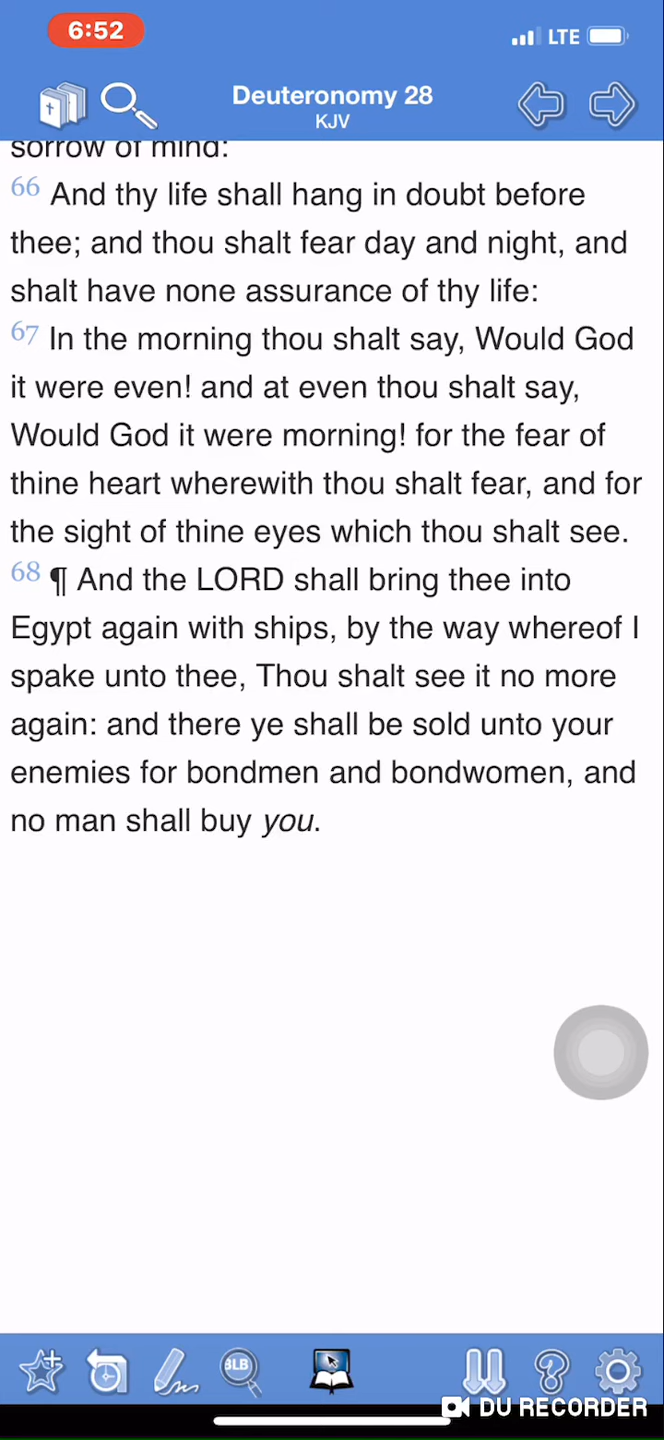 6:52
LTE
Deuteronomy 28
KJV
sorrow of mind:
66 And thy life shall hang in doubt before
thee; and thou shalt fear day and night, and
shalt have none assurance of thy life:
67 In the morning thou shalt say, Would God
it were even! and at even thou shalt say,
Would God it were morning! for the fear of
thine heart wherewith thou shalt fear, and for
the sight of thine eyes which thou shalt see.
68 ¶ And the LORD shall bring thee into
Egypt again with ships, by the way whereof I
spake unto thee, Thou shalt see it no more
again: and there ye shall be sold unto your
enemies for bondmen and bondwomen, and
no man shall buy you.
BLB
DU RECORDER